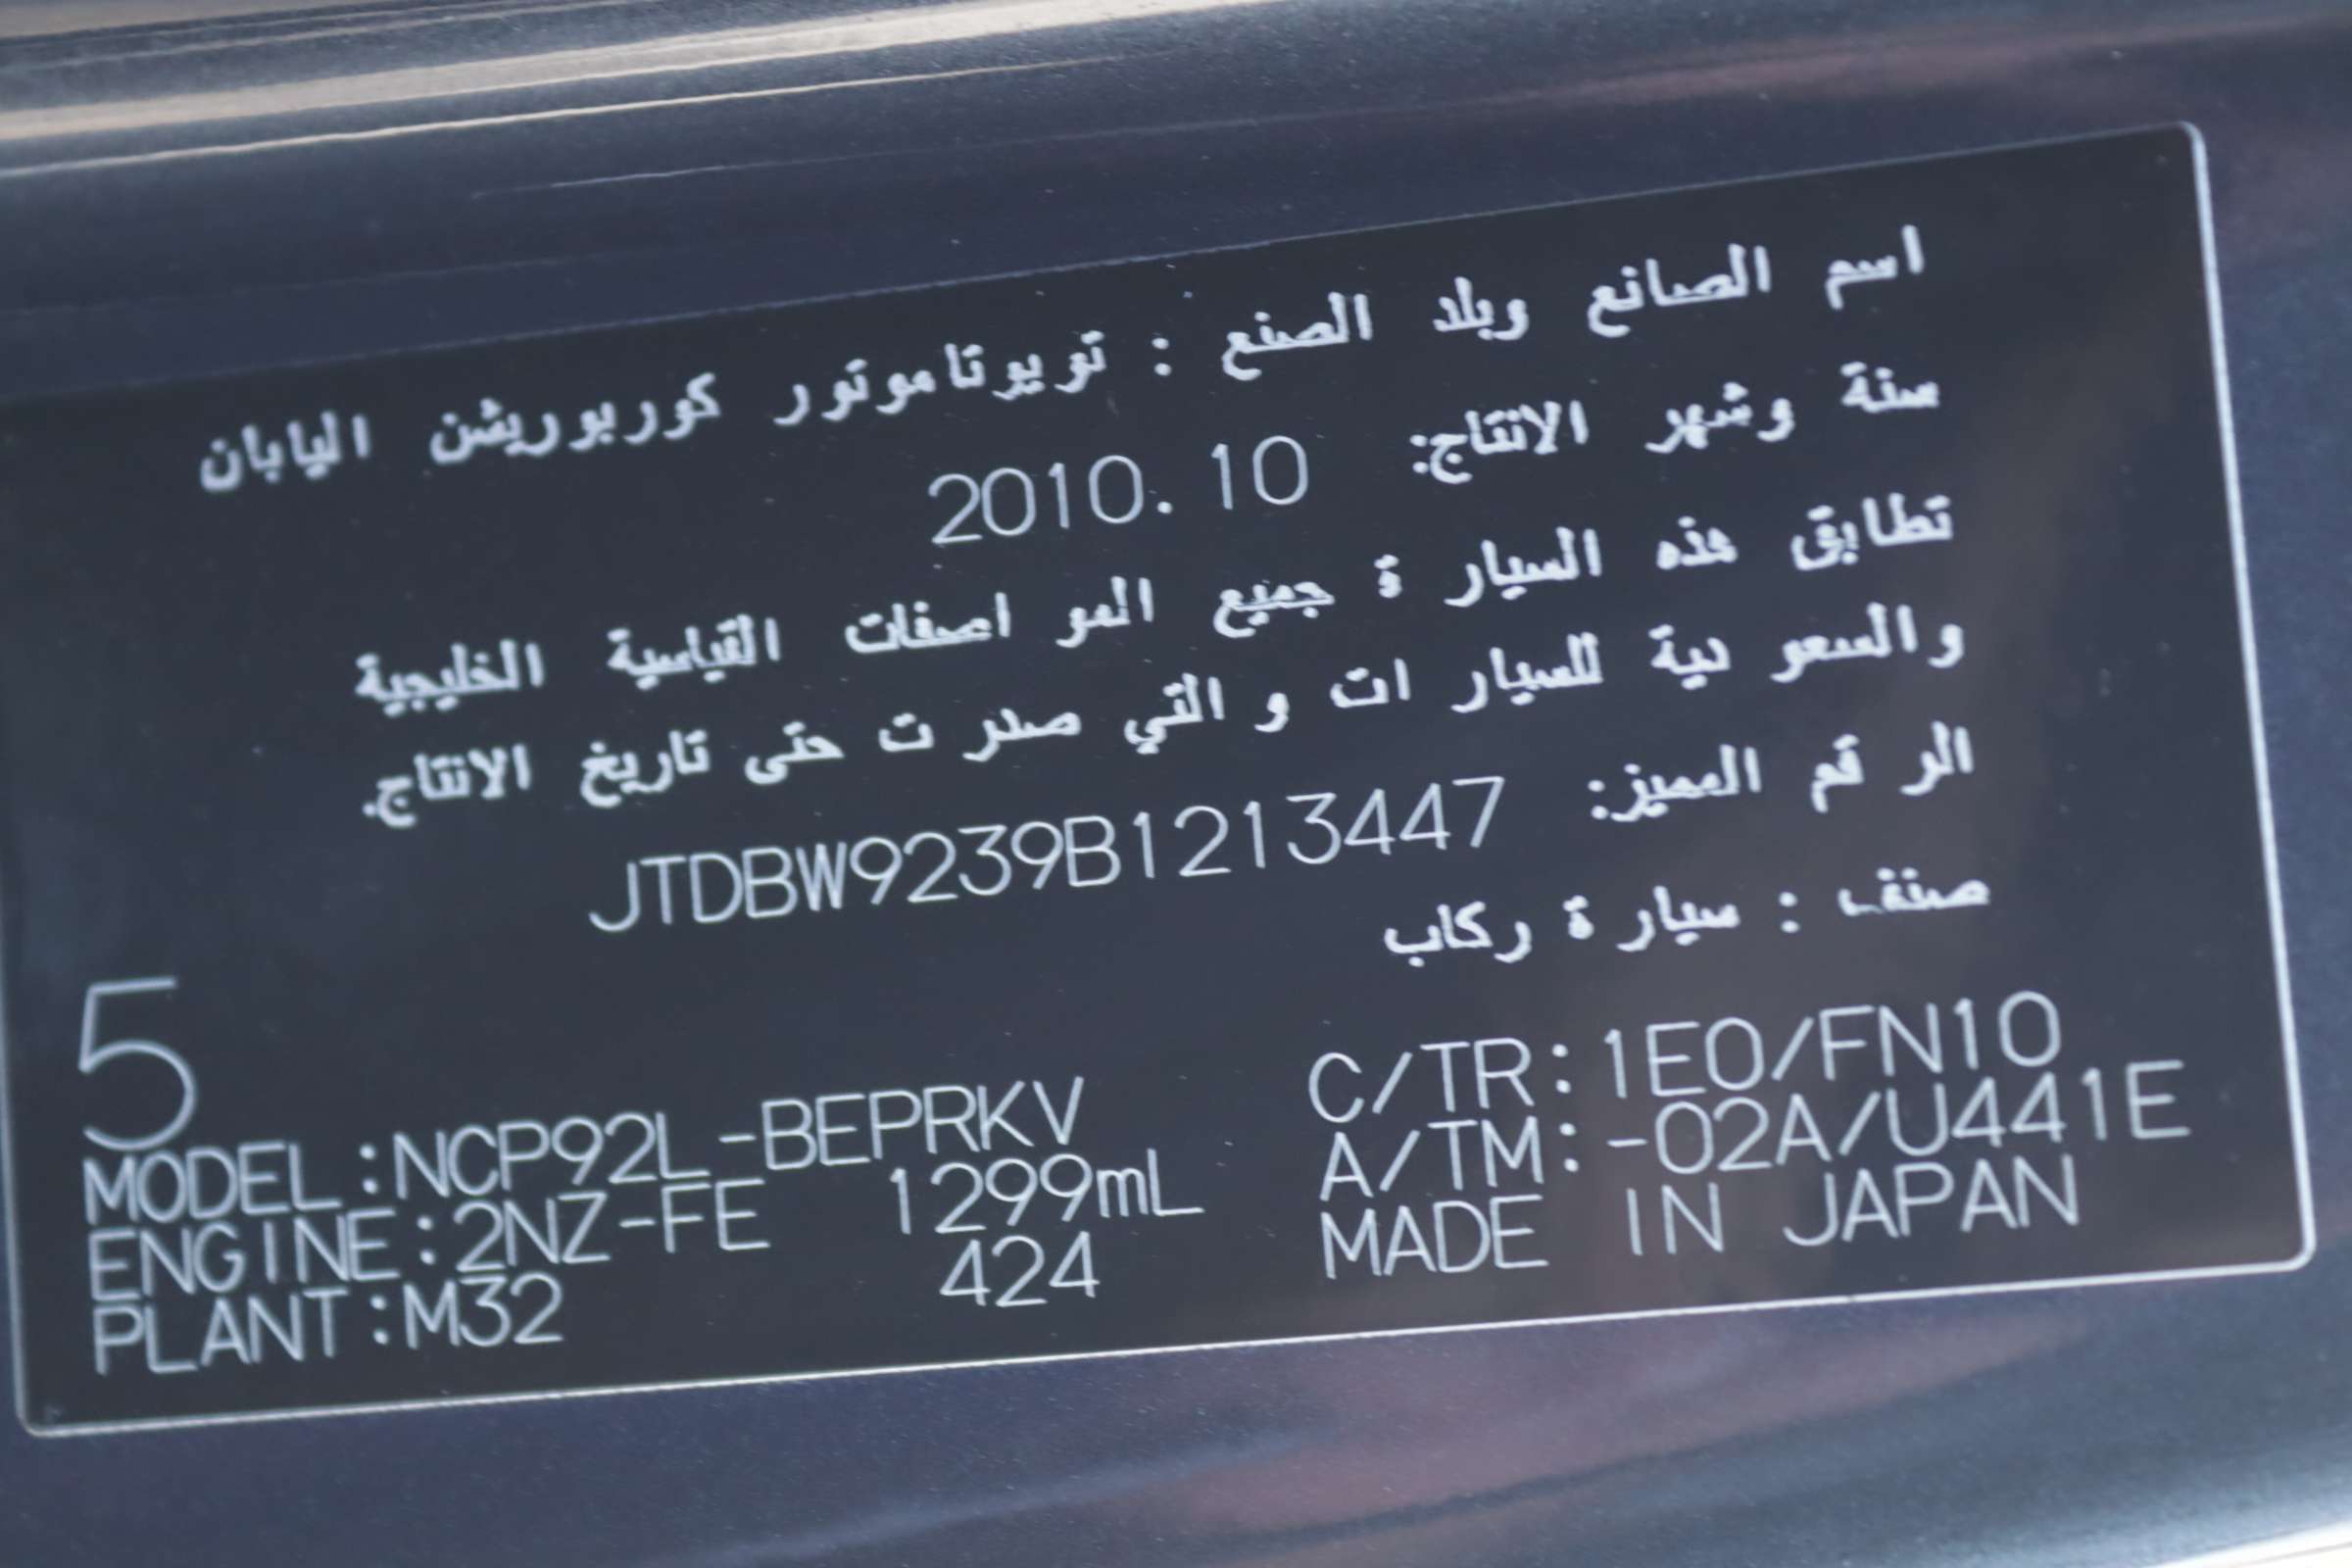 اسم الصانع وبلد الصنع : تويوتا موتور كوربوريشن اليابان
سنة وشهر الانتاج: 2010.10
تطابق هذه السيارة جميع المواصفات القياسية الخليجية
والسعودية للسيارات والتي صدرت حتى تاريخ الانتاج.
الرقم المميز: JTDBW9239B1213447
صنف : سيارة ركاب
5
MODEL:NCP92L-BEPRKV C/TR:1E0/FN10
ENGINE:2NZ-FE 1299mL A/TM:-02A/U441E
PLANT:M32 424 MADE IN JAPAN